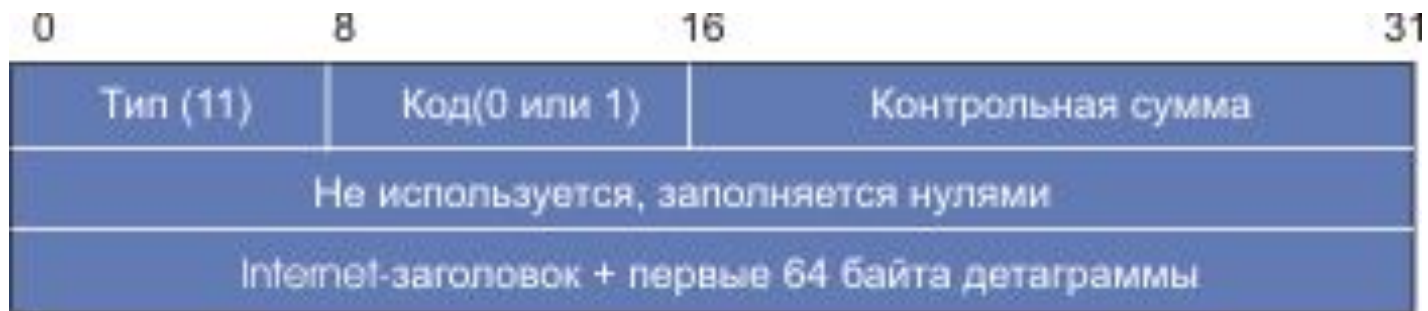 0 8 16 31
Тип (11) Код(0 или 1) Контрольная сумма
Не используется, заполняется нулями
Internet-заголовок + первые 64 байта детаграммы